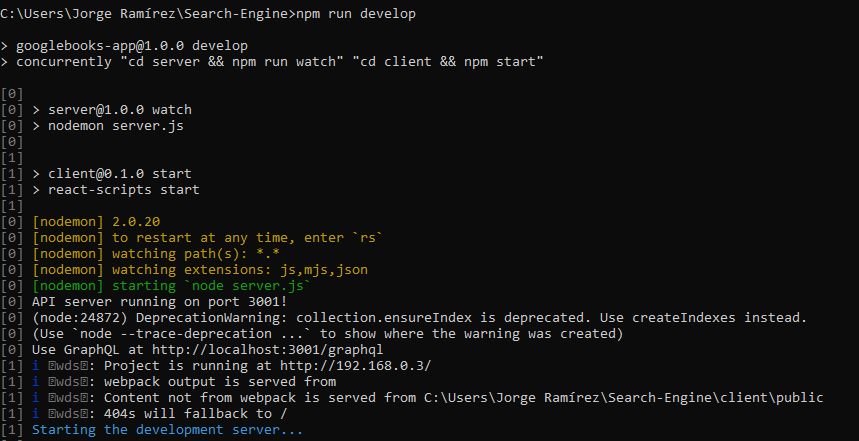 C:\Users\Jorge Ramírez\Search-Engine>npm run develop
> googlebooks-app@1.0.0 develop
> concurrently "cd server && npm run watch" "cd client && npm start"
[0]
[0] > server@1.0.0 watch
[0] > nodemon server.js
[0]
[1]
[1] > client@0.1.0 start
[1] > react-scripts start
[1]
[0] [nodemon] 2.0.20
[0] [nodemon] to restart at any time, enter `rs`
[0] [nodemon] watching path(s): *.*
[0] [nodemon] watching extensions: js,mjs,json
[0] [nodemon] starting `node server.js`
[0] API server running on port 3001!
[0] (node:24872) DeprecationWarning: collection.ensureIndex is deprecated. Use createIndexes instead.
[0] (Use `node --trace-deprecation ...` to show where the warning was created)
[0] Use GraphQL at http://localhost:3001/graphql
[1] i ⍰wds⍰: Project is running at http://192.168.0.3/
[1] i ⍰wds⍰: webpack output is served from
[1] i ⍰wds⍰: Content not from webpack is served from C:\Users\Jorge Ramírez\Search-Engine\client\public
[1] i ⍰wds⍰: 404s will fallback to /
[1] Starting the development server...